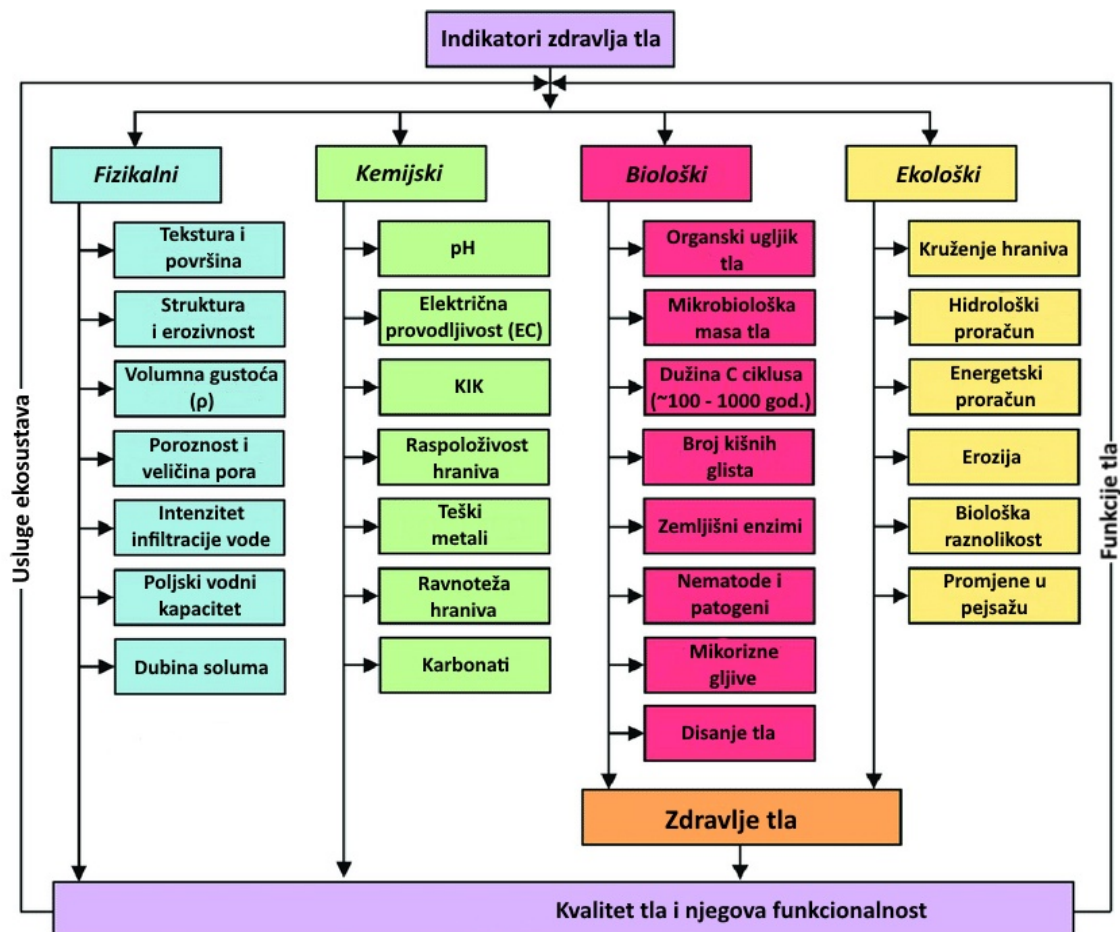 Indikatori zdravlja tla
Fizikalni
Kemijski
Biološki
Ekološki
Tekstura i
površina
Struktura
i erozivnost
Volumna gustoća
(ρ)
Poroznost i
veličina pora
Intenzitet
infiltracije vode
Poljski vodni
kapacitet
Dubina soluma
pH
Električna
provodljivost (EC)
KIK
Raspoloživost
hraniva
Teški
metali
Ravnoteža
hraniva
Karbonati
Organski ugljik
tla
Mikrobiološka
masa tla
Dužina C ciklusa
(~100 - 1000 god.)
Broj kišnih
glista
Zemljišni enzimi
Nematode i
patogeni
Mikorizne
gljive
Disanje tla
Kruženje hraniva
Hidrološki
proračun
Energetski
proračun
Erozija
Biološka
raznolikost
Promjene u
pejsažu
Zdravlje tla
Kvalitet tla i njegova funkcionalnost
Usluge ekosustava
Funkcije tla